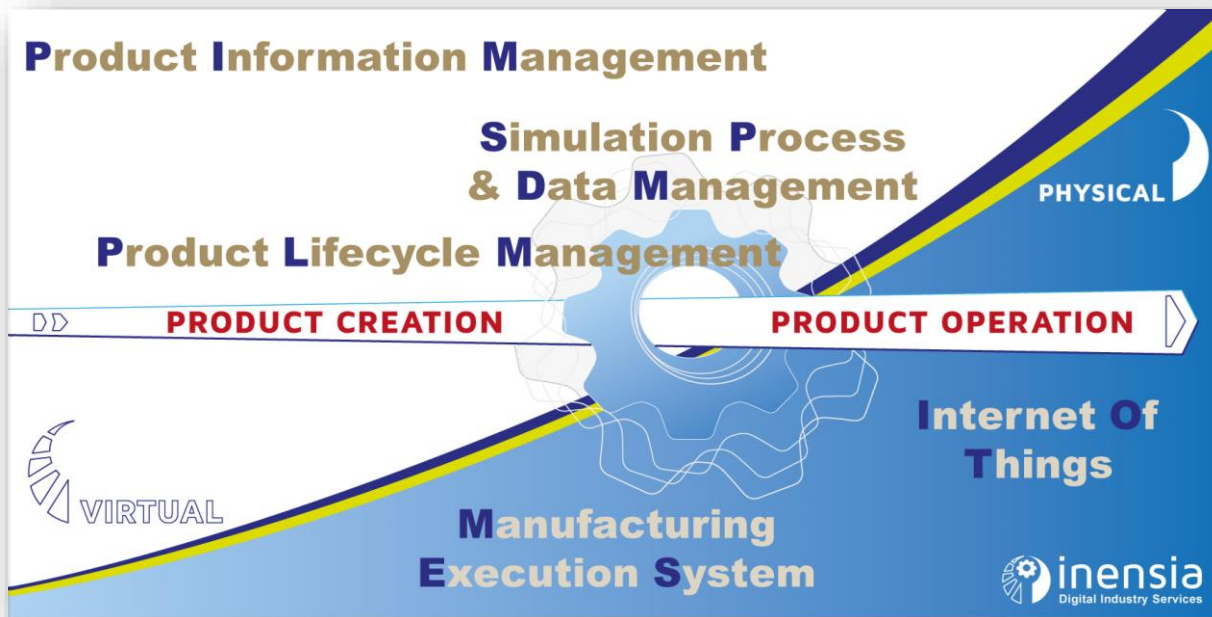 Product Information Management
Simulation Process
& Data Management
PHYSICAL
Product Lifecycle Management
PRODUCT CREATION
PRODUCT OPERATION
Internet Of
Things
VIRTUAL
Manufacturing
Execution System
inensia
Digital Industry Services